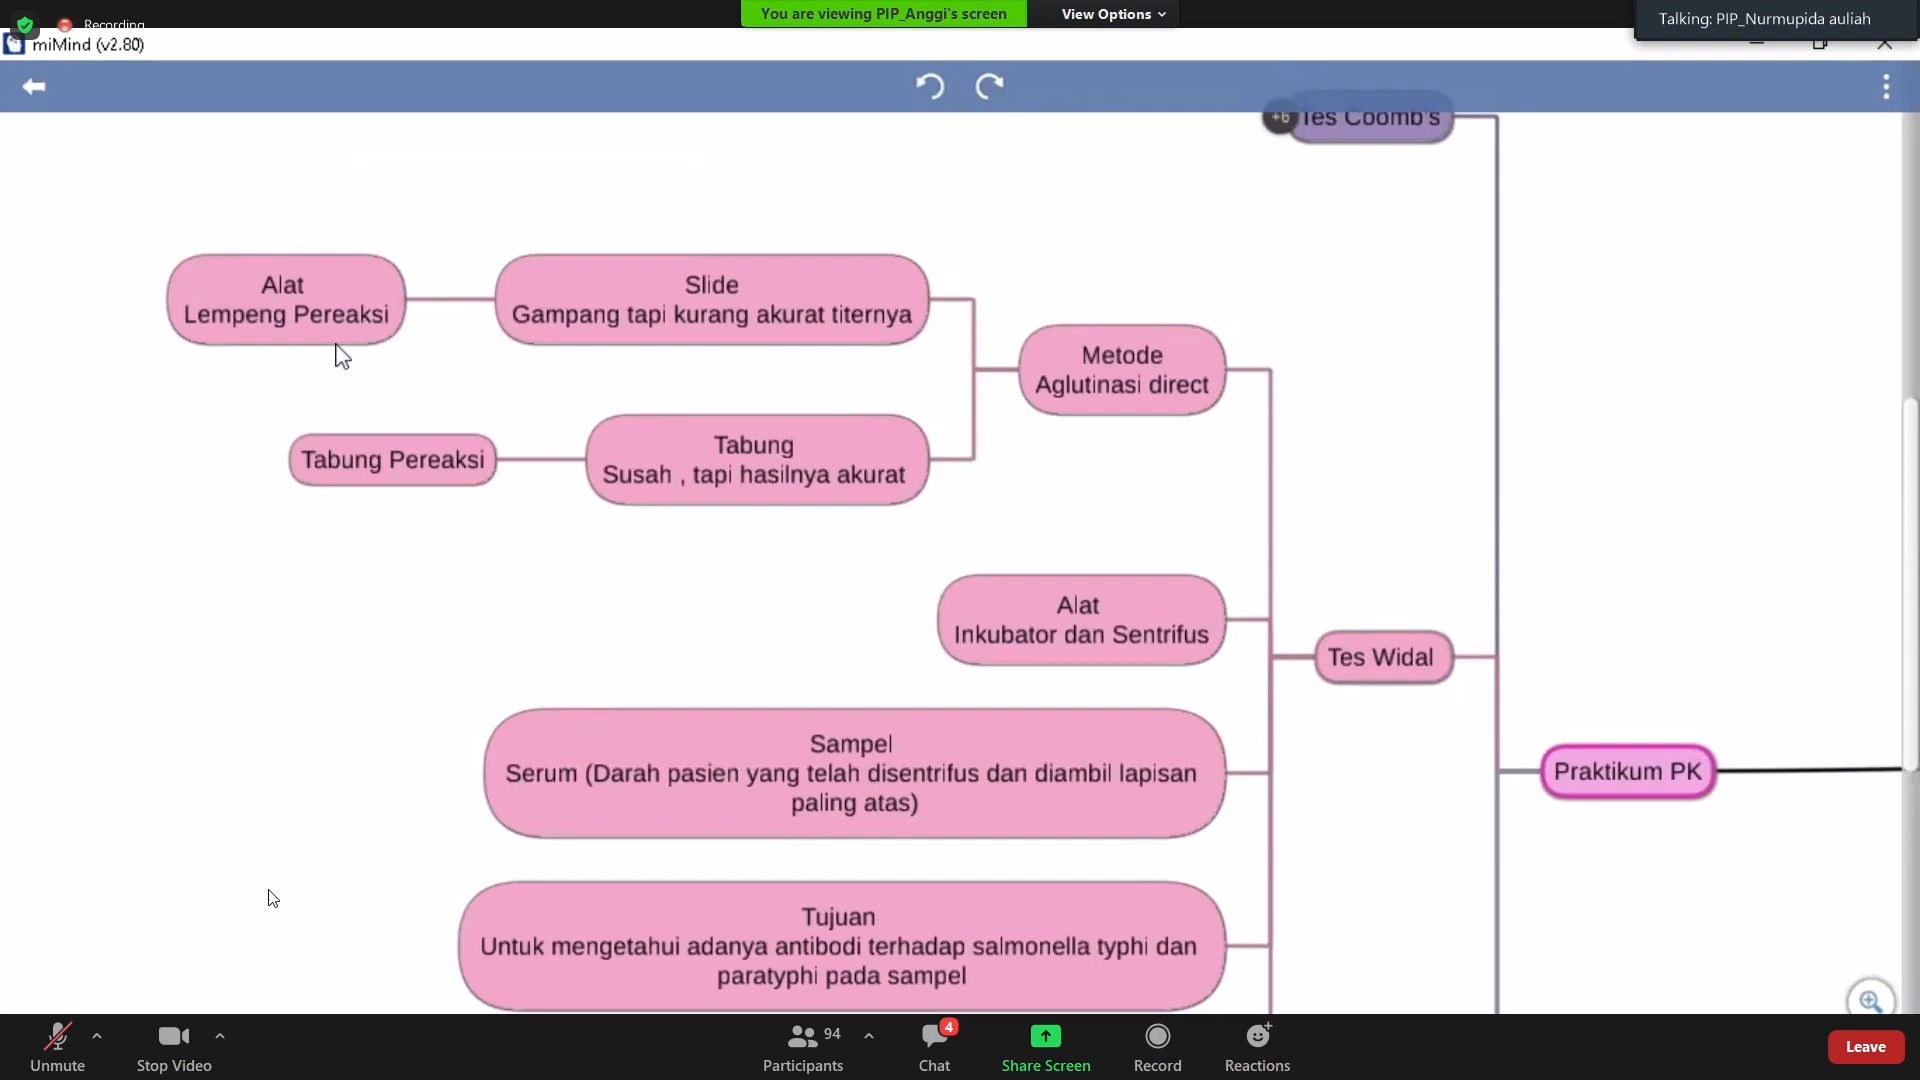 Recording
You are viewing PIP_Anggi's screen
View Options
Talking: PIP_Nurmupida auliah
miMind (v2.80)
+6
Tes Coomb's
Alat
Lempeng Pereaksi
Slide
Gampang tapi kurang akurat titernya
Metode
Aglutinasi direct
Tabung Pereaksi
Tabung
Susah , tapi hasilnya akurat
Alat
Inkubator dan Sentrifus
Tes Widal
Sampel
Serum (Darah pasien yang telah disentrifus dan diambil lapisan
paling atas)
Praktikum PK
Tujuan
Untuk mengetahui adanya antibodi terhadap salmonella typhi dan
paratyphi pada sampel
Unmute
Stop Video
94
Participants
4
Chat
Share Screen
Record
Reactions
Leave